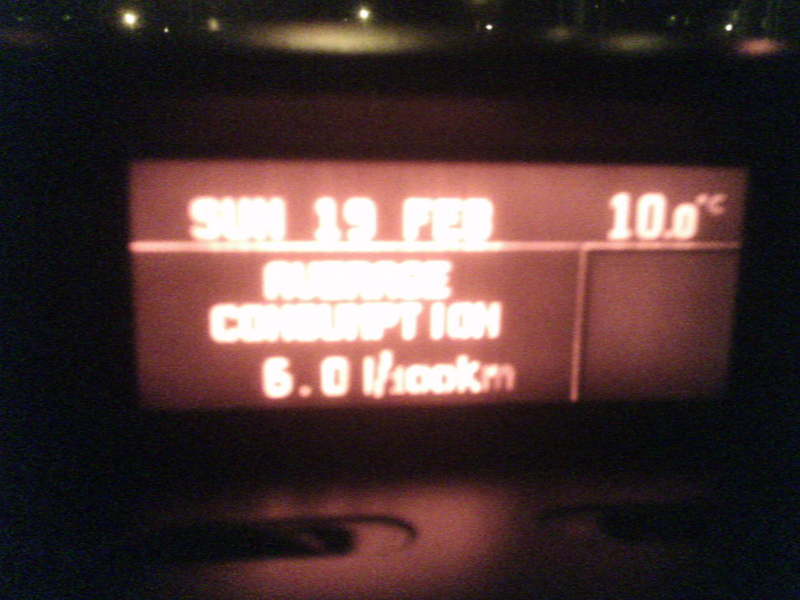 SUN 19 FEB 10.0°C
AVERAGE
CONSUMPTION
6.0 l/100km